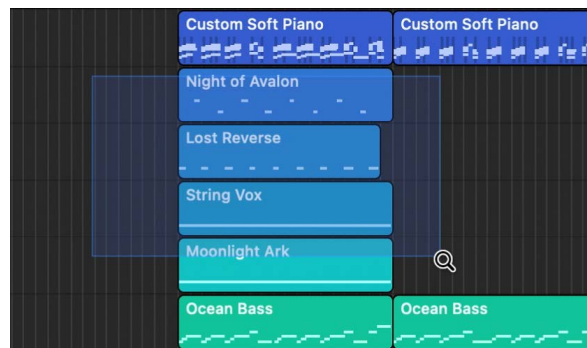 Custom Soft Piano
Custom Soft Piano
Night of Avalon
Lost Reverse
String Vox
Moonlight Ark
Ocean Bass
Ocean Bass